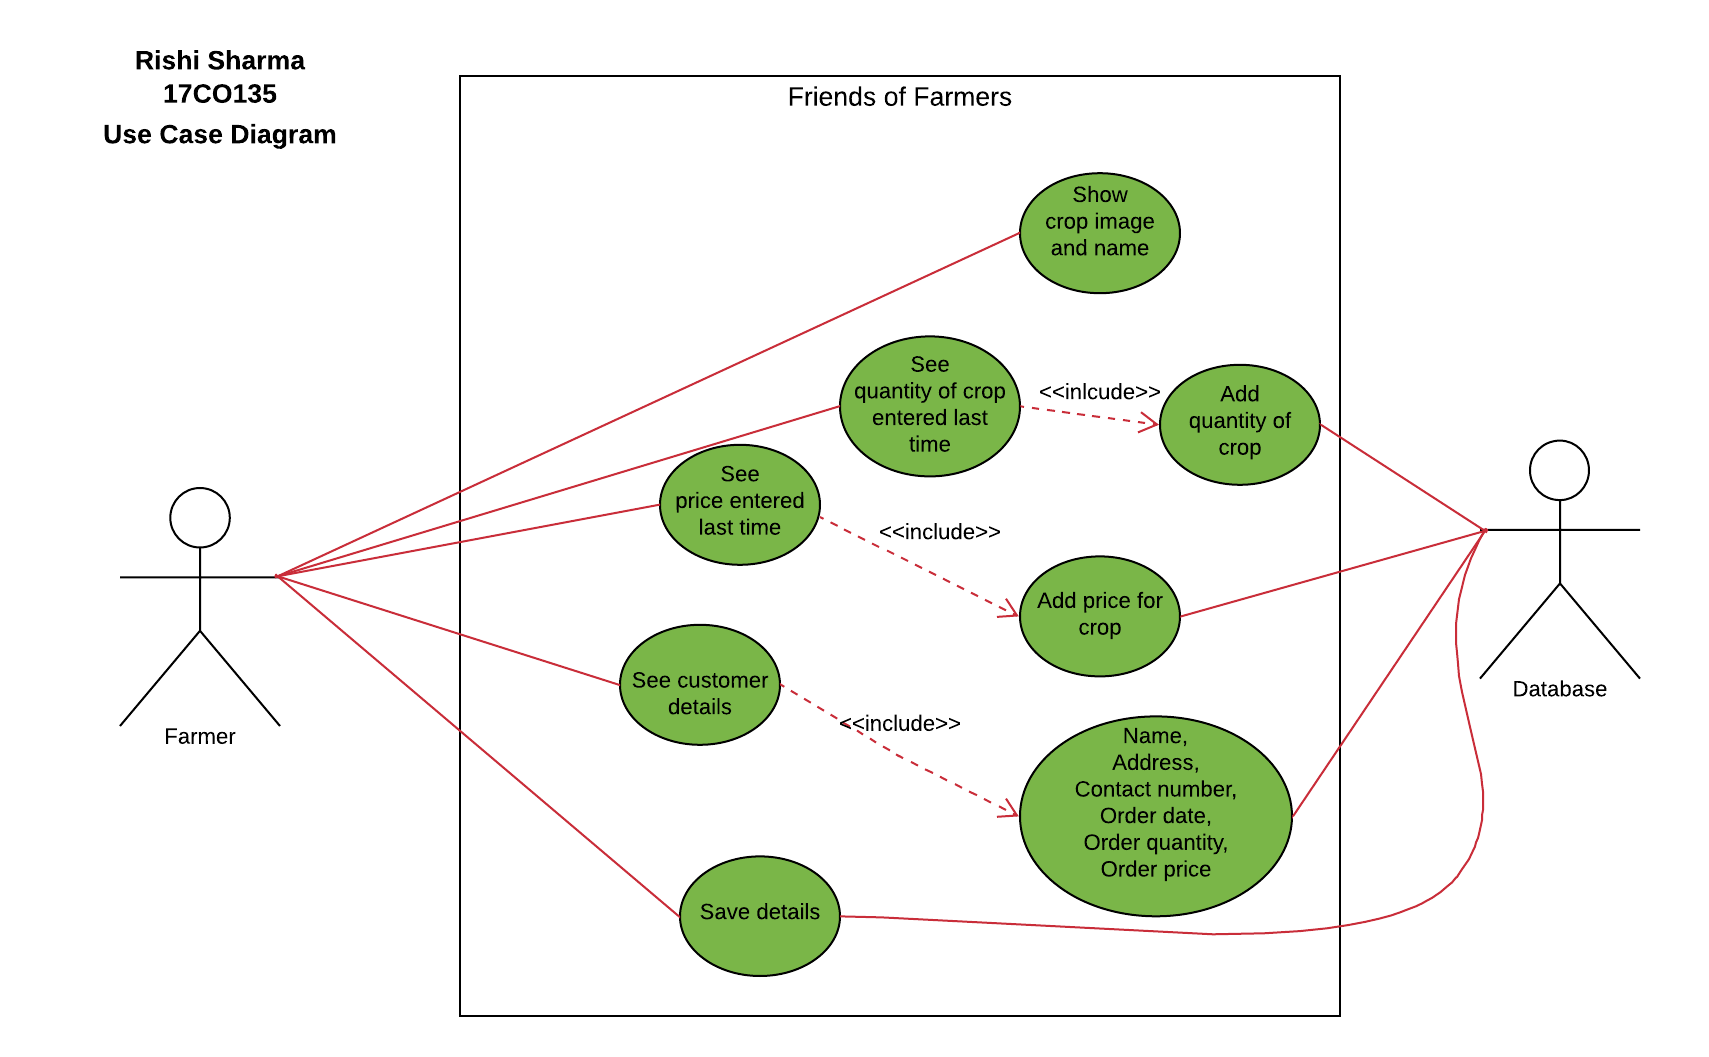 Rishi Sharma
17CO135
Use Case Diagram
Friends of Farmers
Show
crop image
and name
See
quantity of crop
entered last
time
<<inlcude>>
Add
quantity of
crop
See
price entered
last time
<<include>>
Add price for
crop
See customer
details
<<include>>
Name,
Address,
Contact number,
Order date,
Order quantity,
Order price
Save details
Farmer
Database